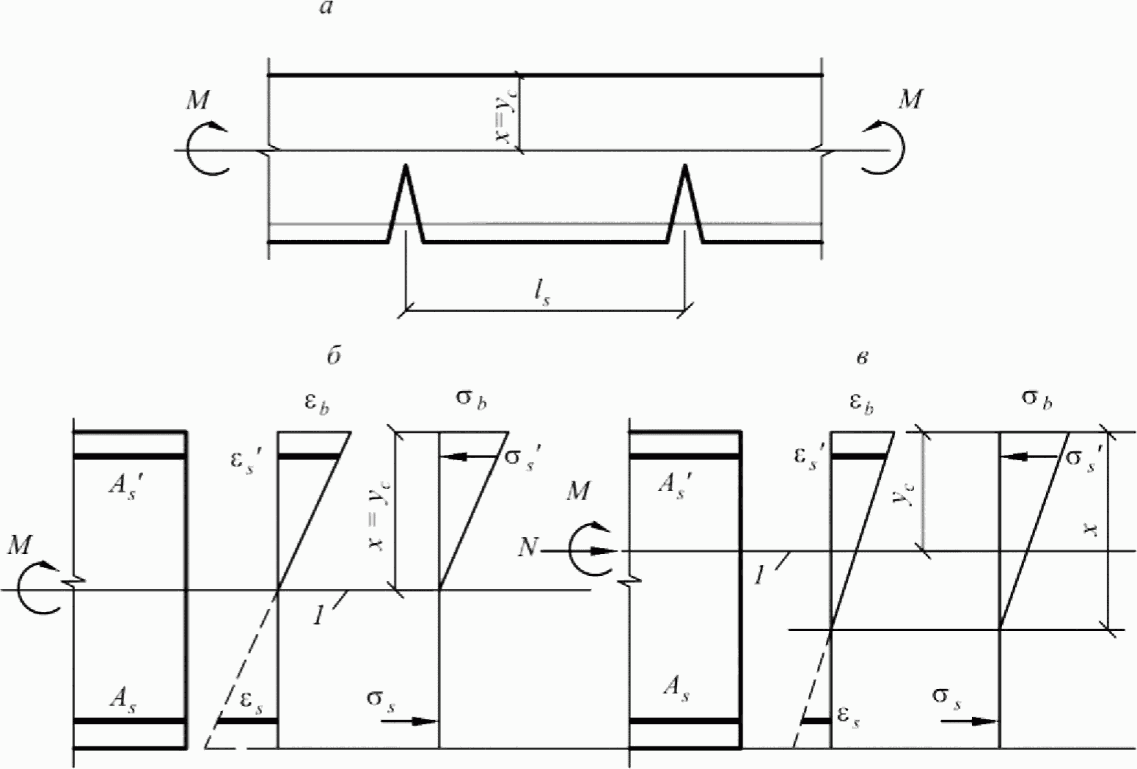 а
M
x=y_c
M
l_s
б
в
ε_b
σ_b
ε_b
σ_b
ε_s'
σ_s'
ε_s'
σ_s'
A_s'
A_s'
x = y_c
M
y_c
x
M
N
1
1
A_s
ε_s
σ_s
A_s
ε_s
σ_s